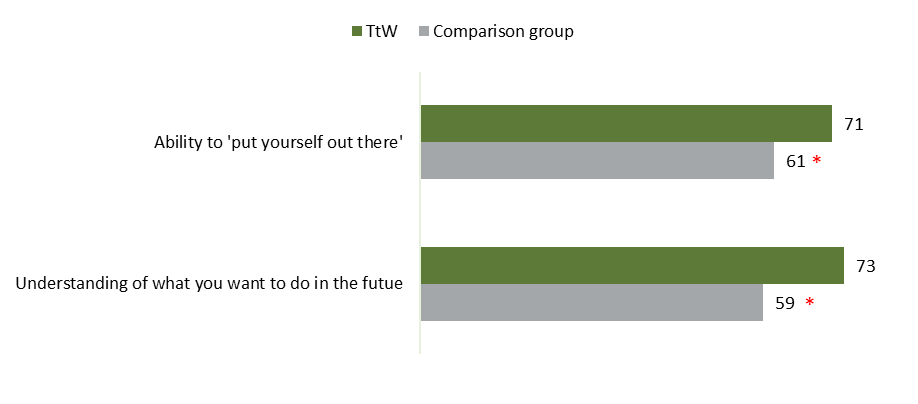 TtW Comparison group
Ability to 'put yourself out there'
71
61 *
Understanding of what you want to do in the futue
73
59 *